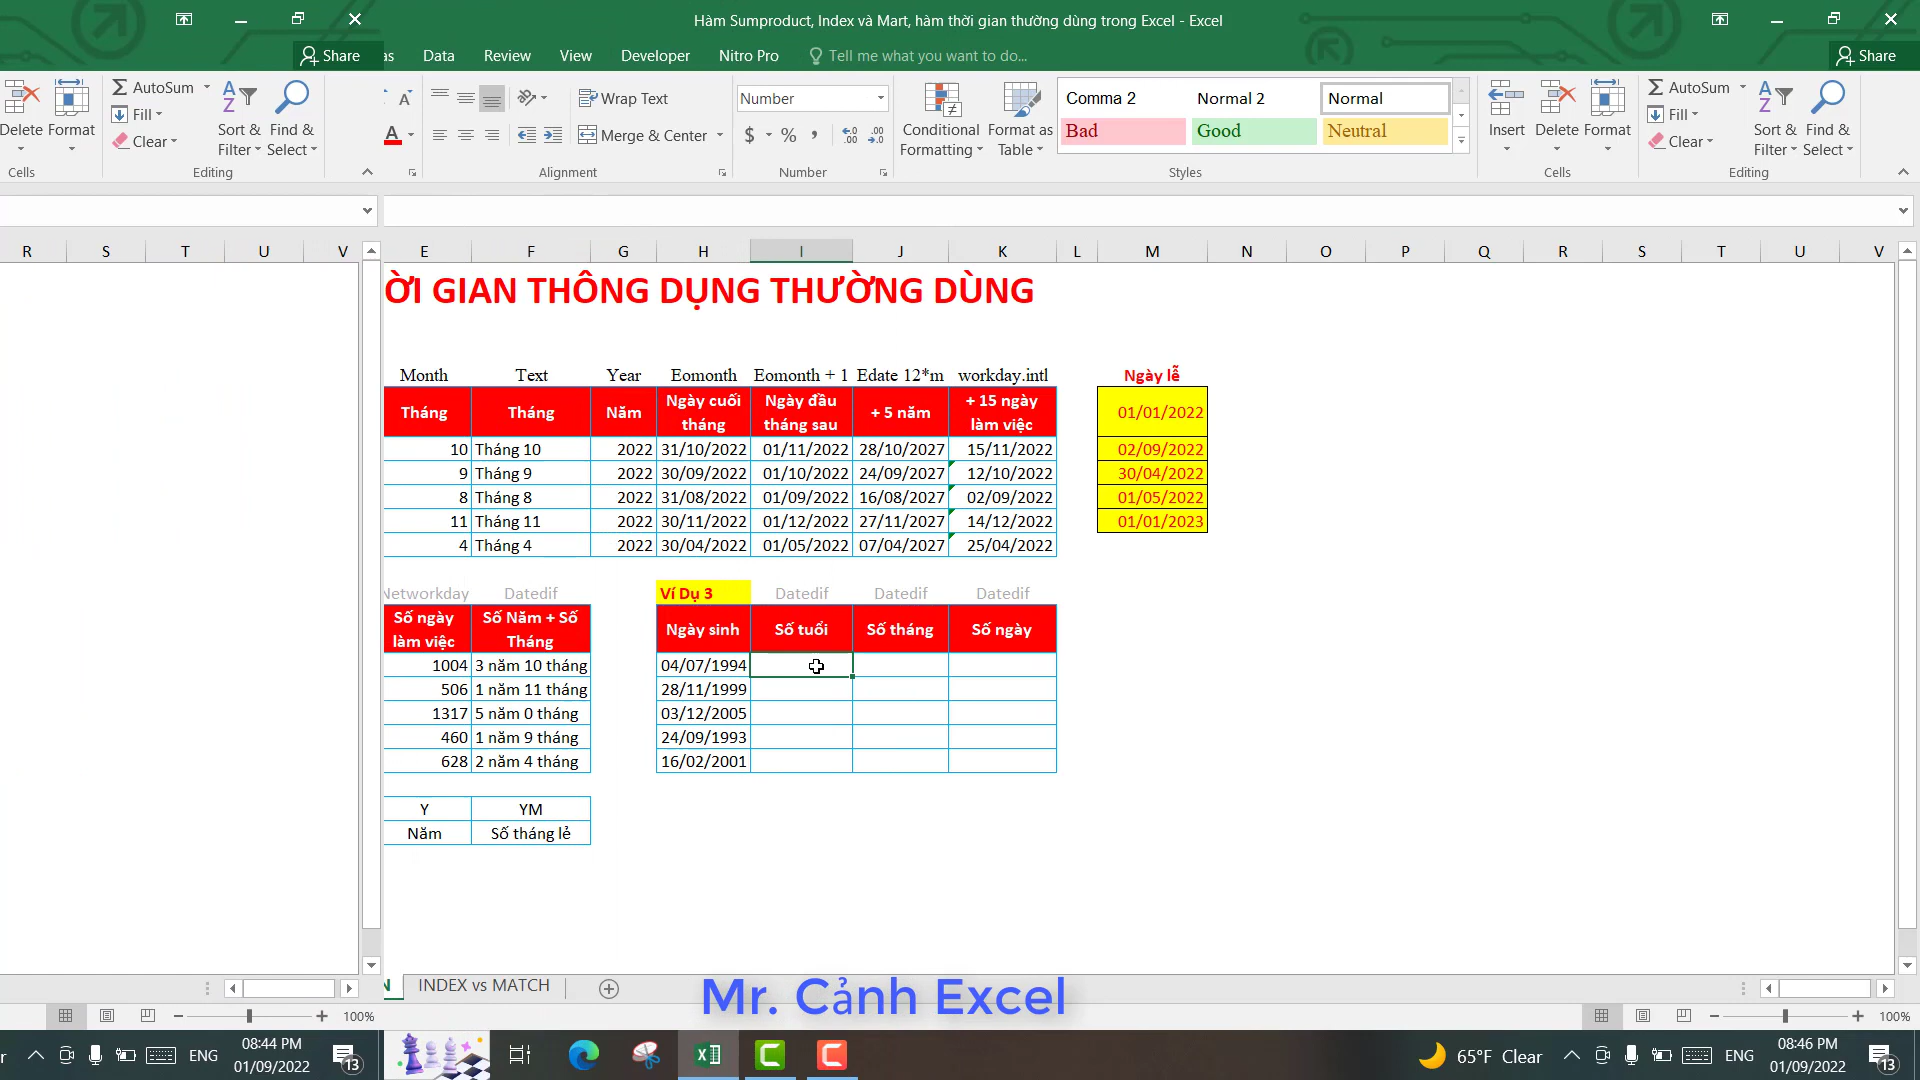 Hàm Sumproduct, Index và Mart, hàm thời gian thường dùng trong Excel - Excel
Share
as
Data
Review
View
Developer
Nitro Pro
Tell me what you want to do...
Share
Delete
Format
Cells
AutoSum
Fill
Clear
Sort & Filter
Find & Select
Editing
Wrap Text
Merge & Center
Alignment
Number
$ % ,
Number
Conditional Formatting
Format as Table
Comma 2
Normal 2
Normal
Bad
Good
Neutral
Styles
Insert
Delete
Format
Cells
AutoSum
Fill
Clear
Sort & Filter
Find & Select
Editing
R S T U V E F G H I J K L M N O P Q R S T U V
ỜI GIAN THÔNG DỤNG THƯỜNG DÙNG
Month Text Year Eomonth Eomonth + 1 Edate 12*m workday.intl Ngày lễ
Tháng Tháng Năm Ngày cuối tháng Ngày đầu tháng sau + 5 năm + 15 ngày làm việc 01/01/2022
10 Tháng 10 2022 31/10/2022 01/11/2022 28/10/2027 15/11/2022 02/09/2022
9 Tháng 9 2022 30/09/2022 01/10/2022 24/09/2027 12/10/2022 30/04/2022
8 Tháng 8 2022 31/08/2022 01/09/2022 16/08/2027 02/09/2022 01/05/2022
11 Tháng 11 2022 30/11/2022 01/12/2022 27/11/2027 14/12/2022 01/01/2023
4 Tháng 4 2022 30/04/2022 01/05/2022 07/04/2027 25/04/2022
Networkday Datedif Ví Dụ 3 Datedif Datedif Datedif
Số ngày làm việc Số Năm + Số Tháng Ngày sinh Số tuổi Số tháng Số ngày
1004 3 năm 10 tháng 04/07/1994
506 1 năm 11 tháng 28/11/1999
1317 5 năm 0 tháng 03/12/2005
460 1 năm 9 tháng 24/09/1993
628 2 năm 4 tháng 16/02/2001
Y YM
Năm Số tháng lẻ
N INDEX vs MATCH
Mr. Cảnh Excel
100%
100%
r ENG 08:44 PM
01/09/2022
13
65°F Clear
ENG
08:46 PM
01/09/2022
13